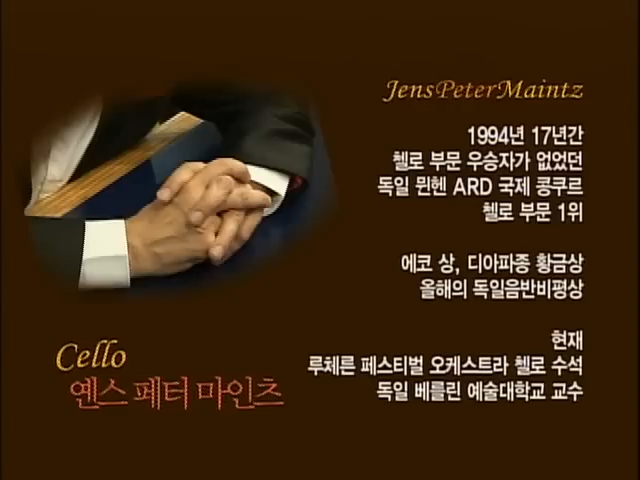 Jens Peter Maintz
1994년 17년간
첼로 부문 우승자가 없었던
독일 뮌헨 ARD 국제 콩쿠르
첼로 부문 1위
에코 상, 디아파종 황금상
올해의 독일음반비평상
현재
루체른 페스티벌 오케스트라 첼로 수석
독일 베를린 예술대학교 교수
Cello
옌스 페터 마인츠